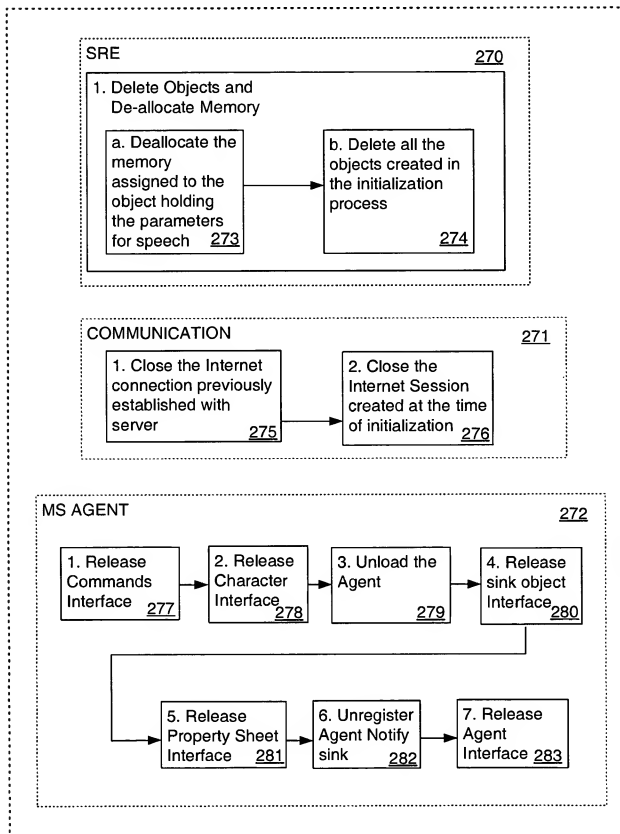 SRE
270
1. Delete Objects and
De-allocate Memory
a. Deallocate the
memory
assigned to the
object holding
the parameters
for speech
273
b. Delete all the
objects created in
the initialization
process
274
COMMUNICATION
271
1. Close the Internet
connection previously
established with
server
275
2. Close the
Internet Session
created at the time
of initialization
276
MS AGENT
272
1. Release
Commands
Interface
277
2. Release
Character
Interface
278
3. Unload the
Agent
279
4. Release
sink object
Interface
280
5. Release
Property Sheet
Interface
281
6. Unregister
Agent Notify
sink
282
7. Release
Agent
Interface
283